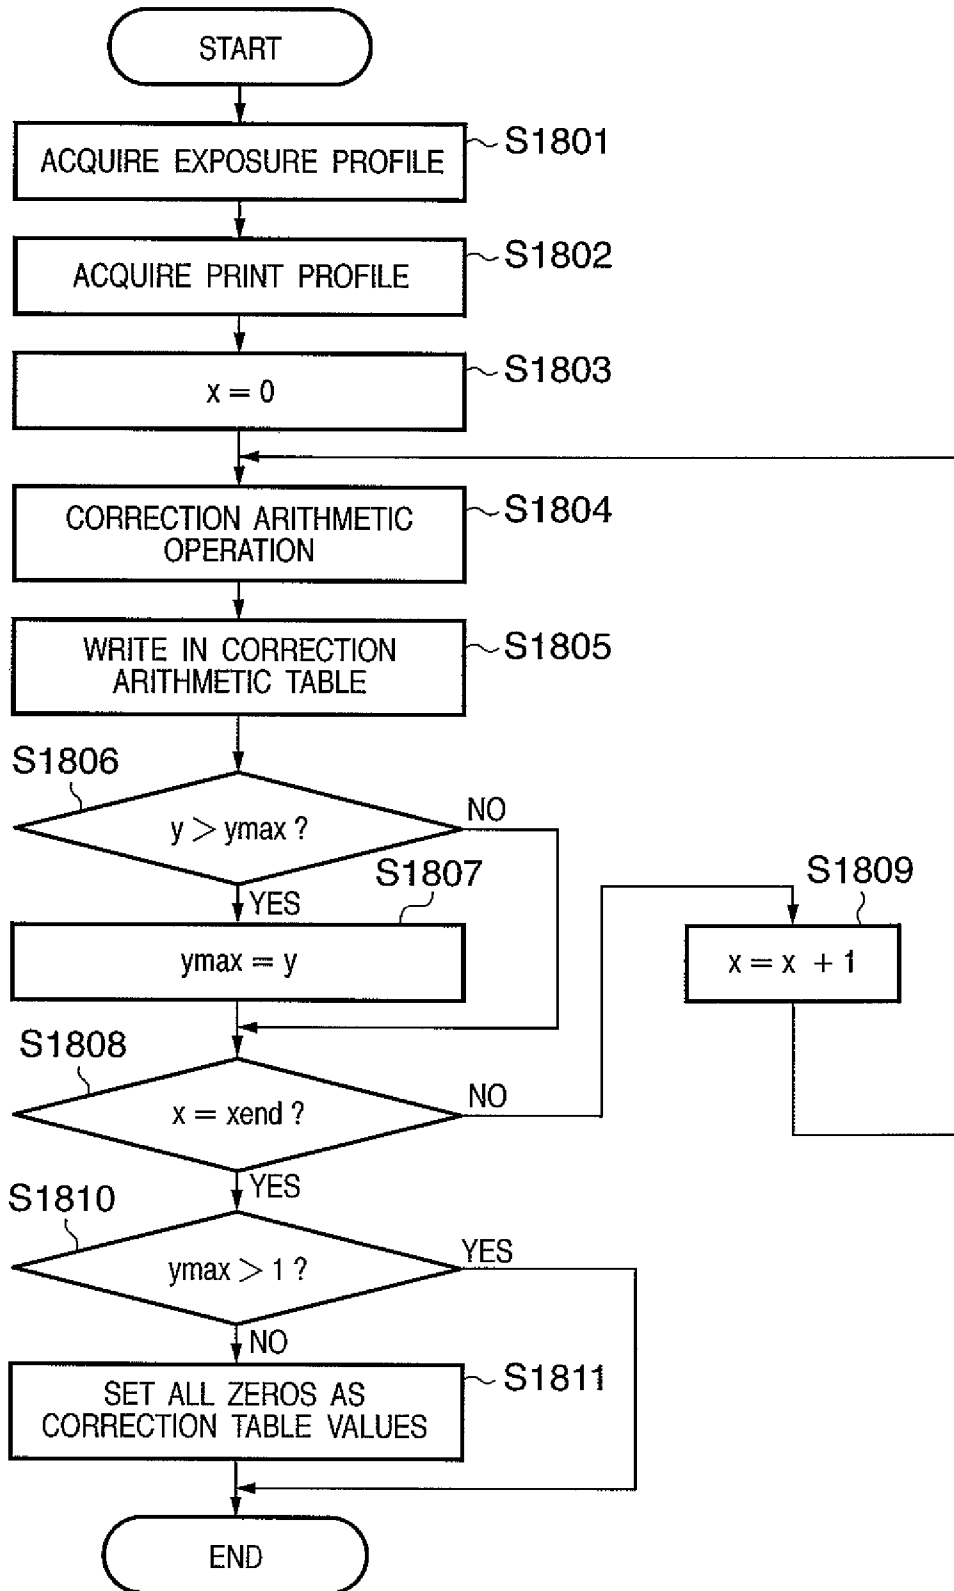 START
ACQUIRE EXPOSURE PROFILE
S1801
ACQUIRE PRINT PROFILE
S1802
x = 0
S1803
CORRECTION ARITHMETIC
OPERATION
S1804
WRITE IN CORRECTION
ARITHMETIC TABLE
S1805
S1806
y > ymax ?
NO
YES
S1807
ymax = y
S1809
x = x + 1
S1808
x = xend ?
NO
YES
S1810
ymax > 1 ?
YES
NO
SET ALL ZEROS AS
CORRECTION TABLE VALUES
S1811
END